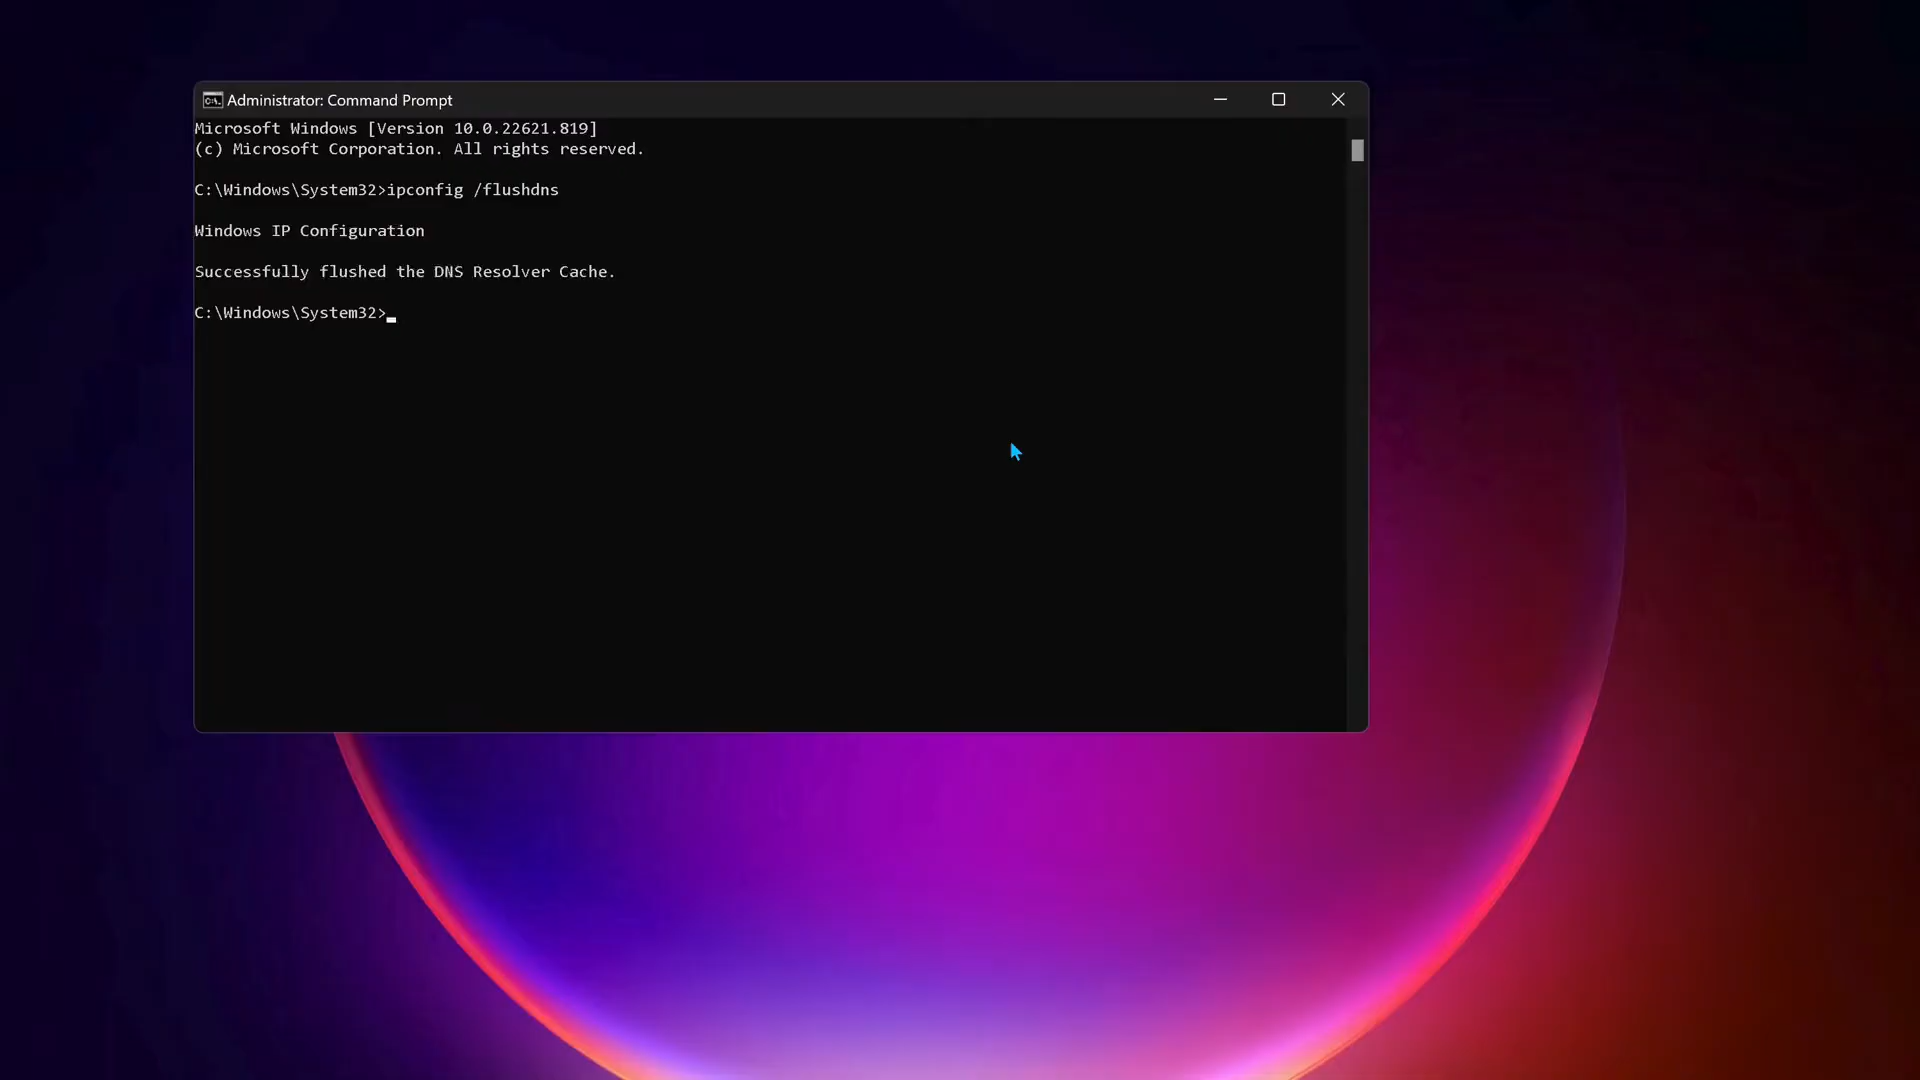 Administrator: Command Prompt
Microsoft Windows [Version 10.0.22621.819]
(c) Microsoft Corporation. All rights reserved.
C:\Windows\System32>ipconfig /flushdns
Windows IP Configuration
Successfully flushed the DNS Resolver Cache.
C:\Windows\System32>